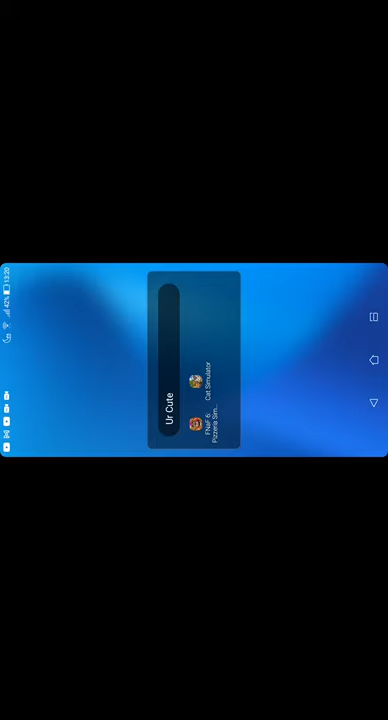 42% 13:20
Ur Cute
FNaF 6:
Pizzeria Sim...
Cat Simulator